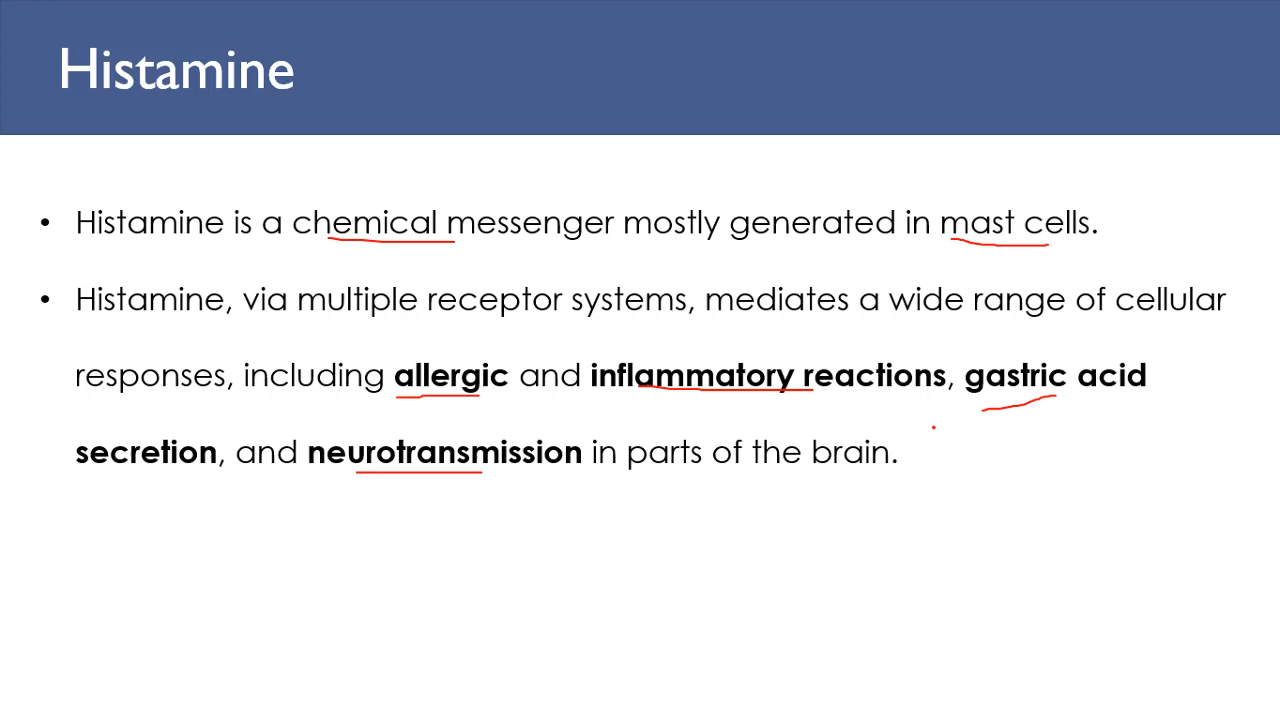 Histamine
• Histamine is a chemical messenger mostly generated in mast cells.
• Histamine, via multiple receptor systems, mediates a wide range of cellular
responses, including allergic and inflammatory reactions, gastric acid
secretion, and neurotransmission in parts of the brain.